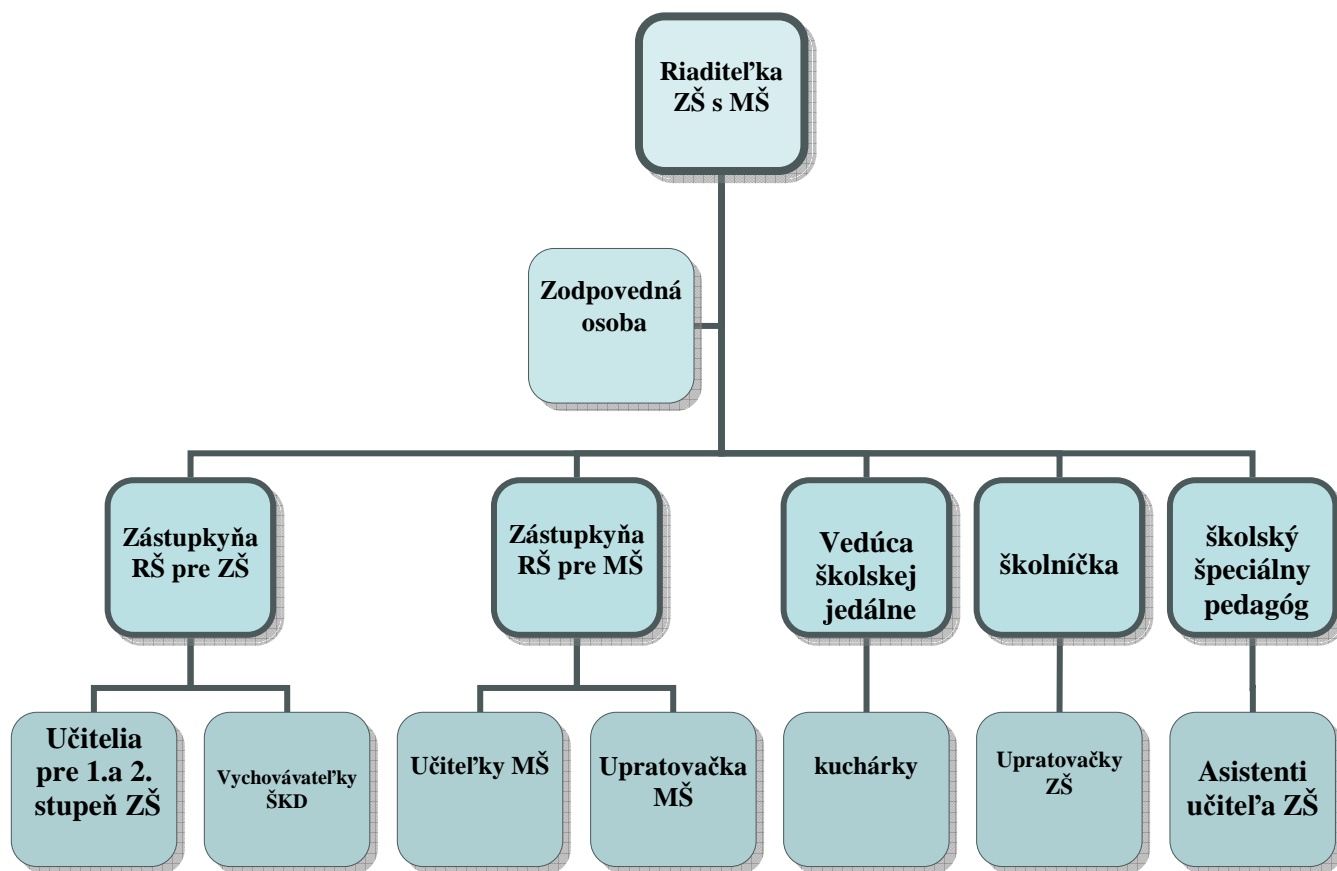 Riaditeľka
ZŠ s MŠ
Zodpovedná
osoba
Zástupkyňa
RŠ pre ZŠ
Zástupkyňa
RŠ pre MŠ
Vedúca
školskej
jedálne
školníčka
školský
špeciálny
pedagóg
Učitelia
pre 1.a 2.
stupeň ZŠ
Vychovávateľky
ŠKD
Učiteľky MŠ
Upratovačka
MŠ
kuchárky
Upratovačky
ZŠ
Asistenti
učiteľa ZŠ